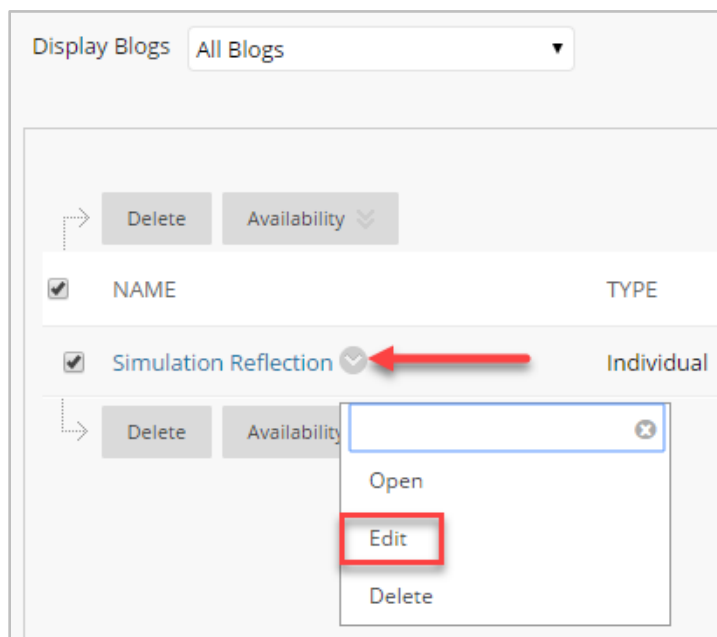 Display Blogs All Blogs
Delete Availability
NAME TYPE
Simulation Reflection Individual
Delete Availability
Open
Edit
Delete